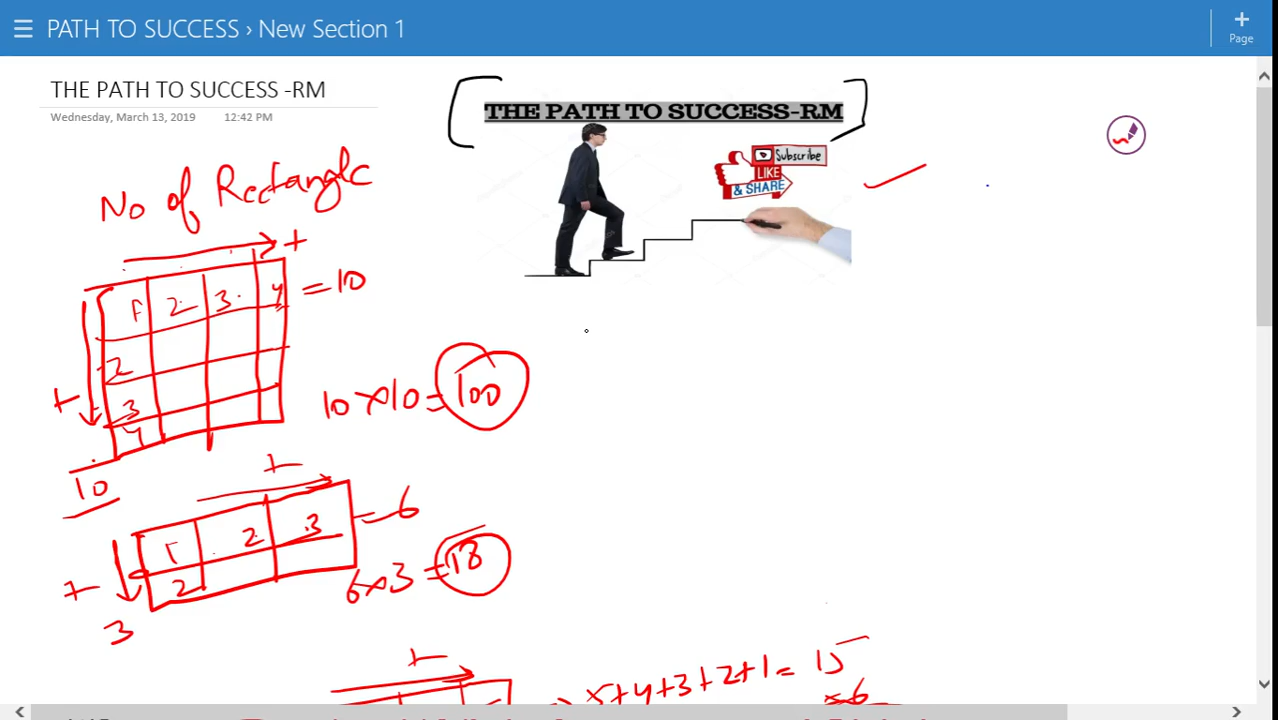 PATH TO SUCCESS › New Section 1
Page
THE PATH TO SUCCESS -RM
Wednesday, March 13, 2019 12:42 PM
THE PATH TO SUCCESS-RM
Subscribe
LIKE
& SHARE
No of Rectangle
+
1 2 3 4 = 10
2
+ 3
4
10
10 × 10 = 100
+
1 2 3 = 6
2
+
3
6 × 3 = 18
+
+4+3+2+1 = 15
×6